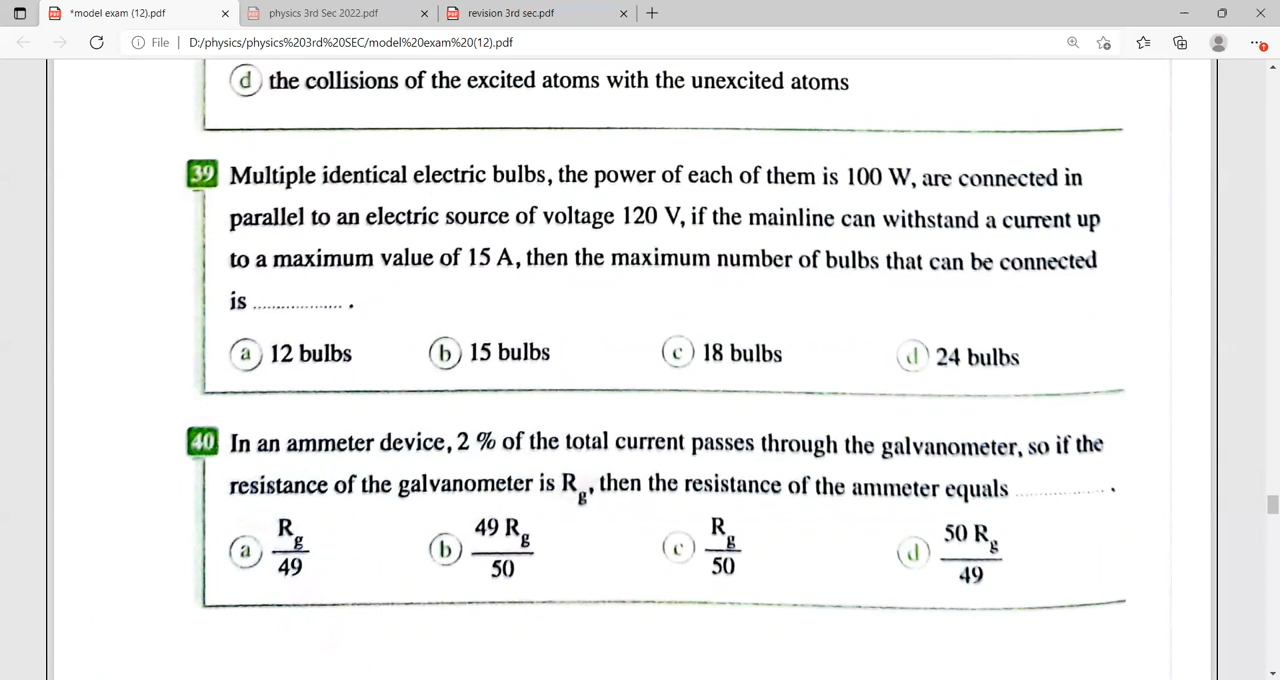 *model exam (12).pdf
physics 3rd Sec 2022.pdf
revision 3rd sec.pdf
File | D:/physics/physics%203rd%20SEC/model%20exam%20(12).pdf
d the collisions of the excited atoms with the unexcited atoms
39 Multiple identical electric bulbs, the power of each of them is 100 W, are connected in
parallel to an electric source of voltage 120 V, if the mainline can withstand a current up
to a maximum value of 15 A, then the maximum number of bulbs that can be connected
is .................. .
a 12 bulbs b 15 bulbs c 18 bulbs d 24 bulbs
40 In an ammeter device, 2 % of the total current passes through the galvanometer, so if the
resistance of the galvanometer is Rg, then the resistance of the ammeter equals .................. .
a Rg/49 b 49 Rg/50 c Rg/50 d 50 Rg/49